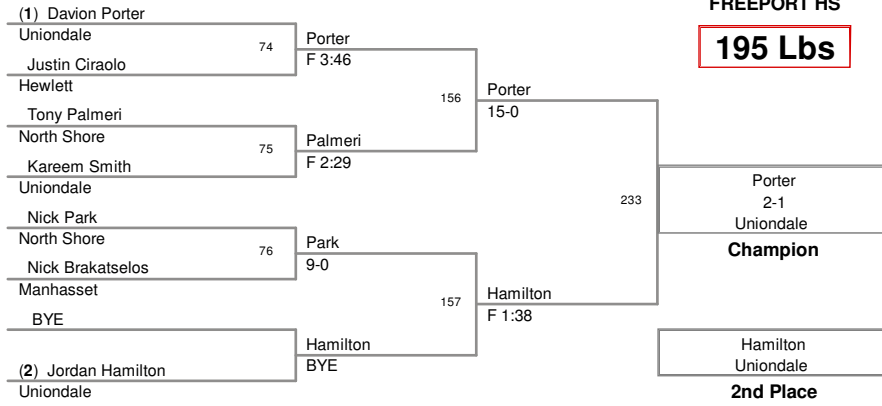 FREEPORT HS
195 Lbs
(1) Davion Porter
Uniondale
74
Justin Ciraolo
Hewlett
Porter
F 3:46
Tony Palmeri
North Shore
75
Kareem Smith
Uniondale
Palmeri
F 2:29
156
Porter
15-0
Nick Park
North Shore
76
Nick Brakatselos
Manhasset
Park
9-0
BYE
(2) Jordan Hamilton
Uniondale
Hamilton
BYE
157
Hamilton
F 1:38
233
Porter
2-1
Uniondale
Champion
Hamilton
Uniondale
2nd Place